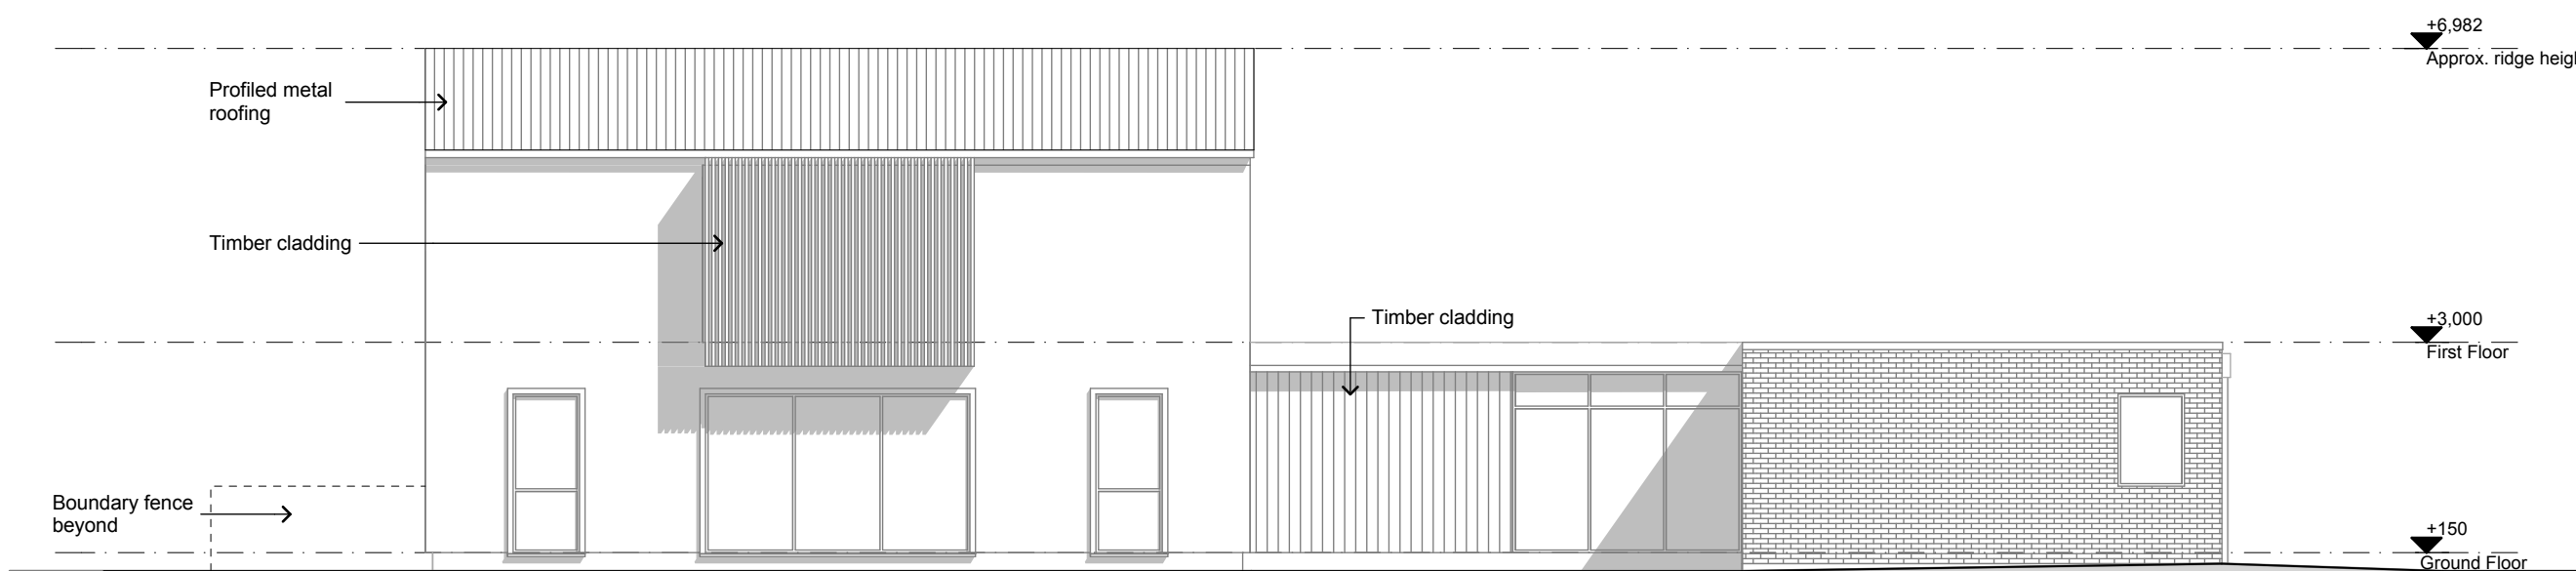 +6,982
Approx. ridge heigh
Profiled metal
roofing
Timber cladding
Timber cladding
+3,000
First Floor
Boundary fence
beyond
+150
Ground Floor